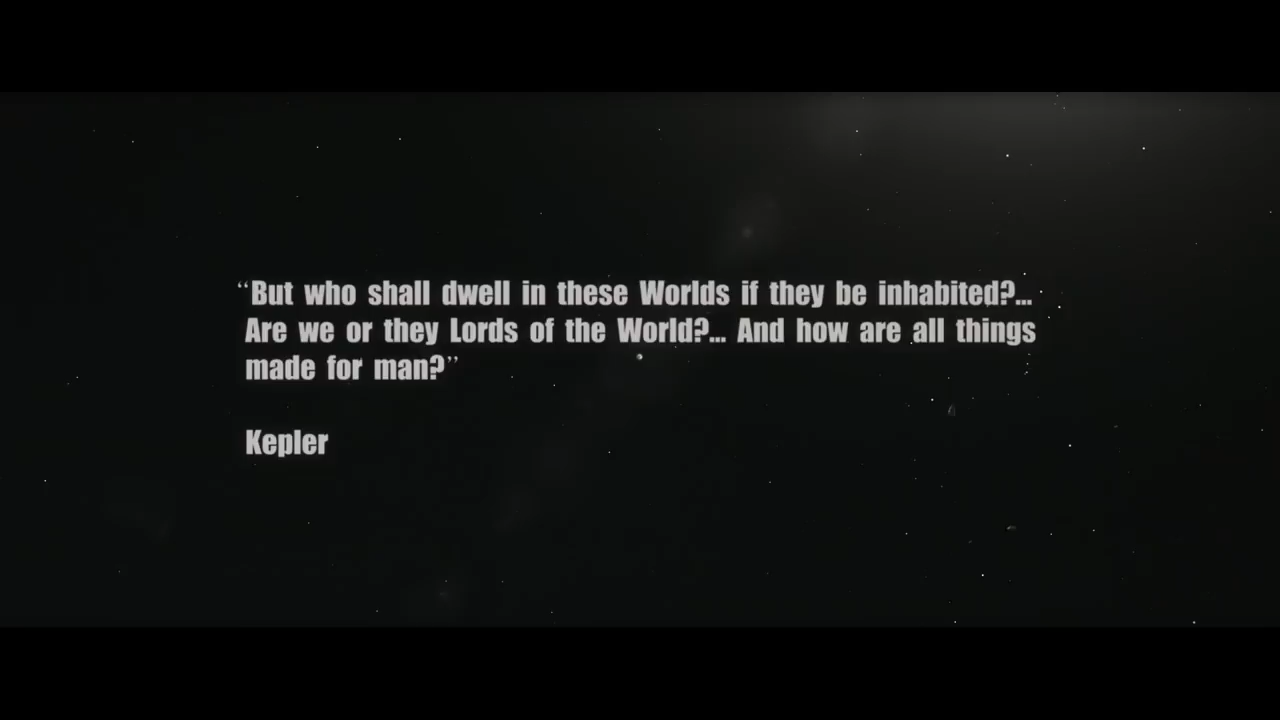 “But who shall dwell in these Worlds if they be inhabited?...
Are we or they Lords of the World?... And how are all things
made for man?”
Kepler